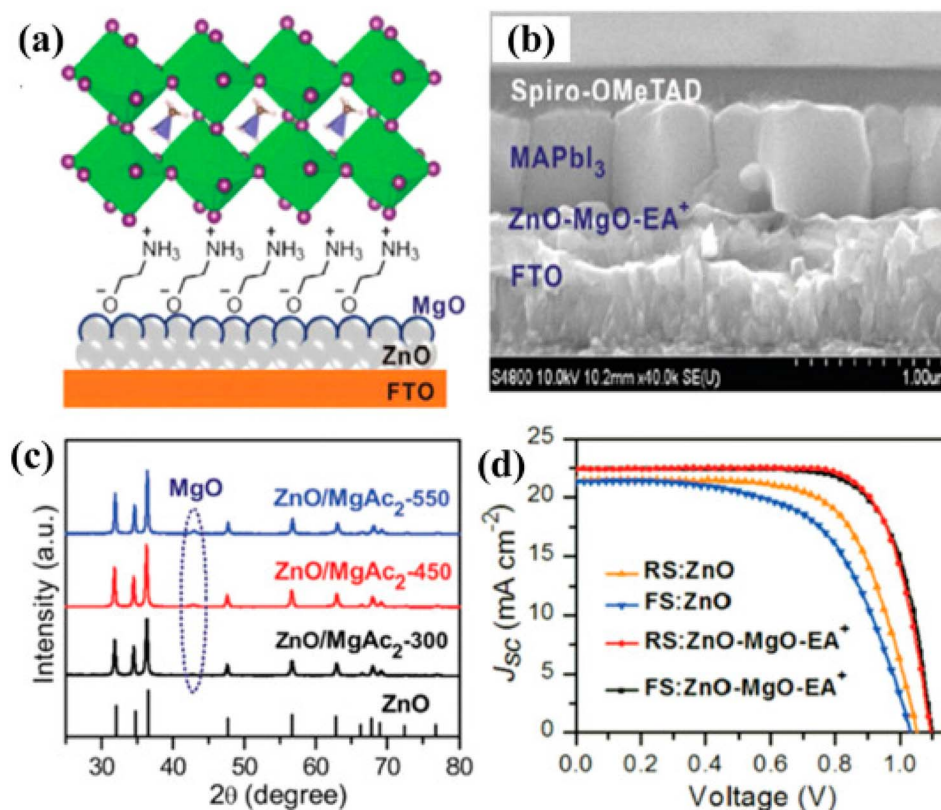 (a)
+ + + + +
NH₃ NH₃ NH₃ NH₃ NH₃
⁻O ⁻O ⁻O ⁻O ⁻O
MgO
ZnO
FTO
(b)
Spiro-OMeTAD
MAPbI₃
ZnO-MgO-EA⁺
FTO
S4800 10.0kV 10.2mm x40.0k SE(U)
1.00um
(c)
MgO
ZnO/MgAc₂-550
ZnO/MgAc₂-450
ZnO/MgAc₂-300
ZnO
Intensity (a.u.)
30 40 50 60 70 80
2θ (degree)
(d)
25
20
15
10
5
0
J_SC (mA cm⁻²)
RS:ZnO
FS:ZnO
RS:ZnO-MgO-EA⁺
FS:ZnO-MgO-EA⁺
0.0 0.2 0.4 0.6 0.8 1.0
Voltage (V)